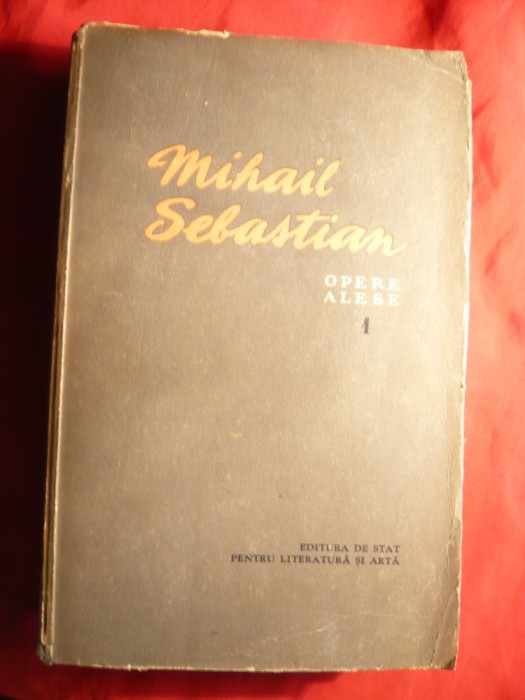 Mihail
Sebastian
OPERE
ALESE
1
EDITURA DE STAT
PENTRU LITERATURĂ ȘI ARTĂ